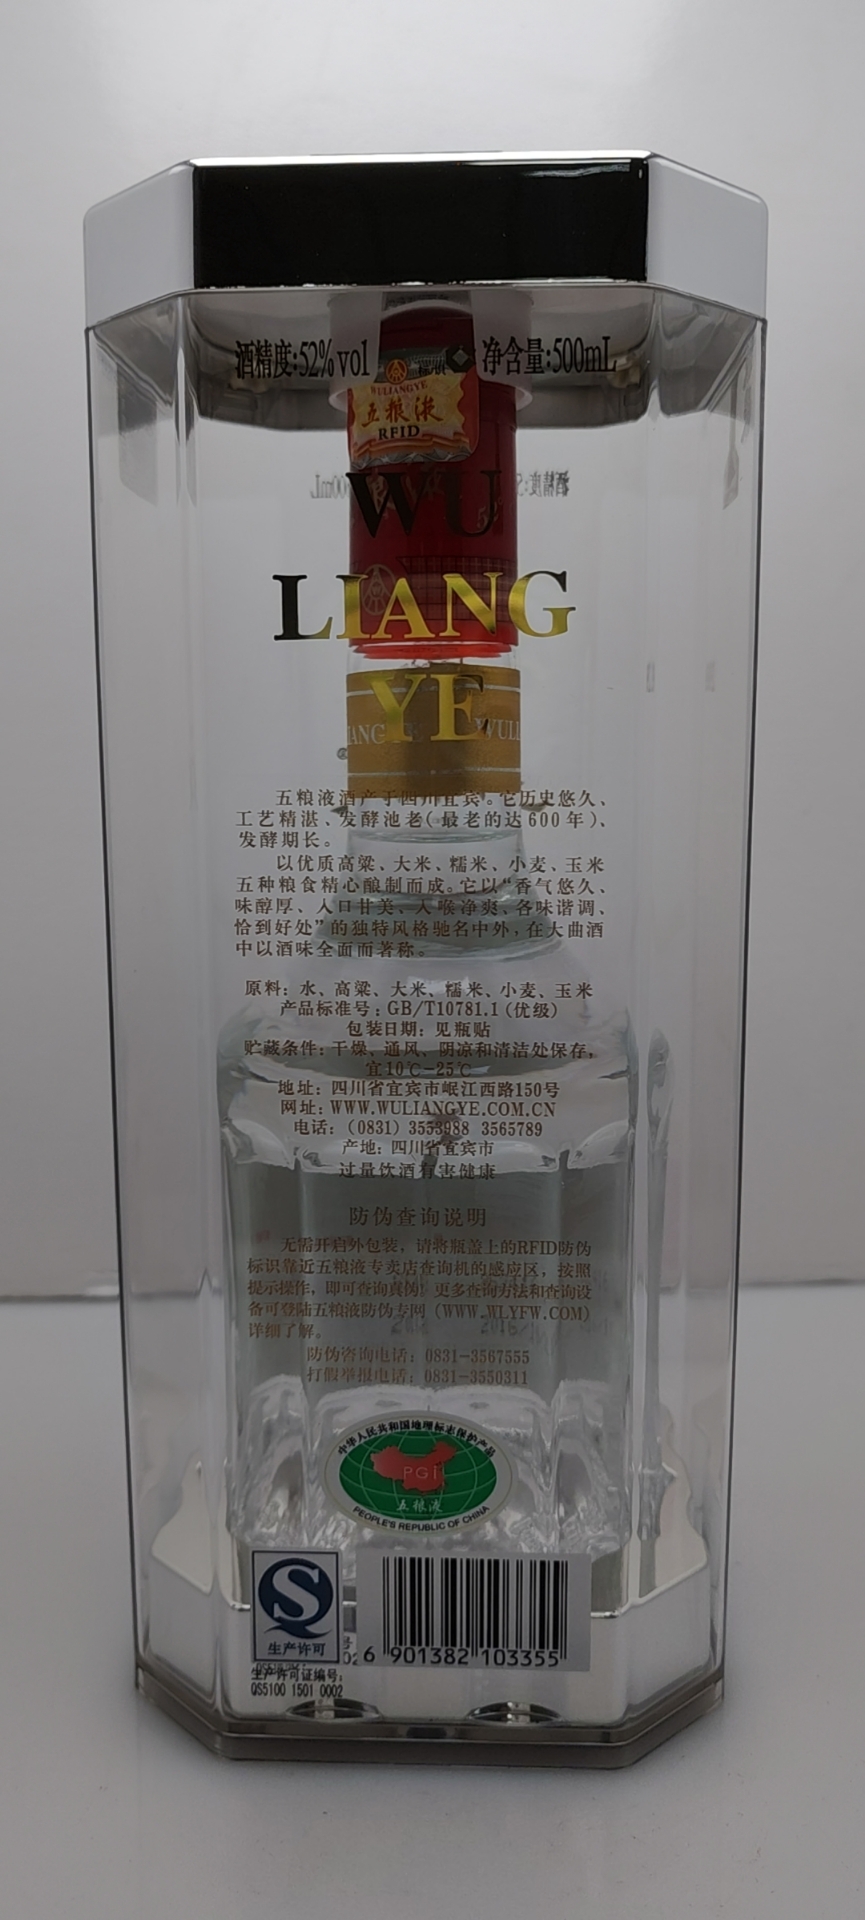 酒精度:52%vol
净含量:500mL
WULIANGYE
五粮液
RFID
WU
LIANG
YE
五粮液酒产于四川宜宾。它历史悠久、
工艺精湛、发酵池老(最老的达600年)、
发酵期长。
以优质高粱、大米、糯米、小麦、玉米
五种粮食精心酿制而成。它以“香气悠久、
味醇厚、入口甘美、入喉净爽、各味谐调、
恰到好处”的独特风格驰名中外,在大曲酒
中以酒味全面而著称。
原料: 水、高粱、大米、糯米、小麦、玉米
产品标准号: GB/T10781.1 (优级)
包装日期: 见瓶贴
贮藏条件: 干燥、通风、阴凉和清洁处保存,
宜10℃-25℃
地址: 四川省宜宾市岷江西路150号
网址: WWW.WULIANGYE.COM.CN
电话: (0831) 3553988 3565789
产地: 四川省宜宾市
过量饮酒有害健康
防伪查询说明
无需开启外包装, 请将瓶盖上的RFID防伪
标识靠近五粮液专卖店查询机的感应区, 按照
提示操作, 即可查询真伪! 更多查询方法和查询设
备可登陆五粮液防伪专网 (WWW.WLYFW.COM)
详细了解。
防伪咨询电话: 0831-3567555
打假举报电话: 0831-3550311
中华人民共和国地理标志保护产品
PGI
五粮液
PEOPLE'S REPUBLIC OF CHINA
S
生产许可
6 901382 103355
生产许可证编号:
QS5100 1501 0002